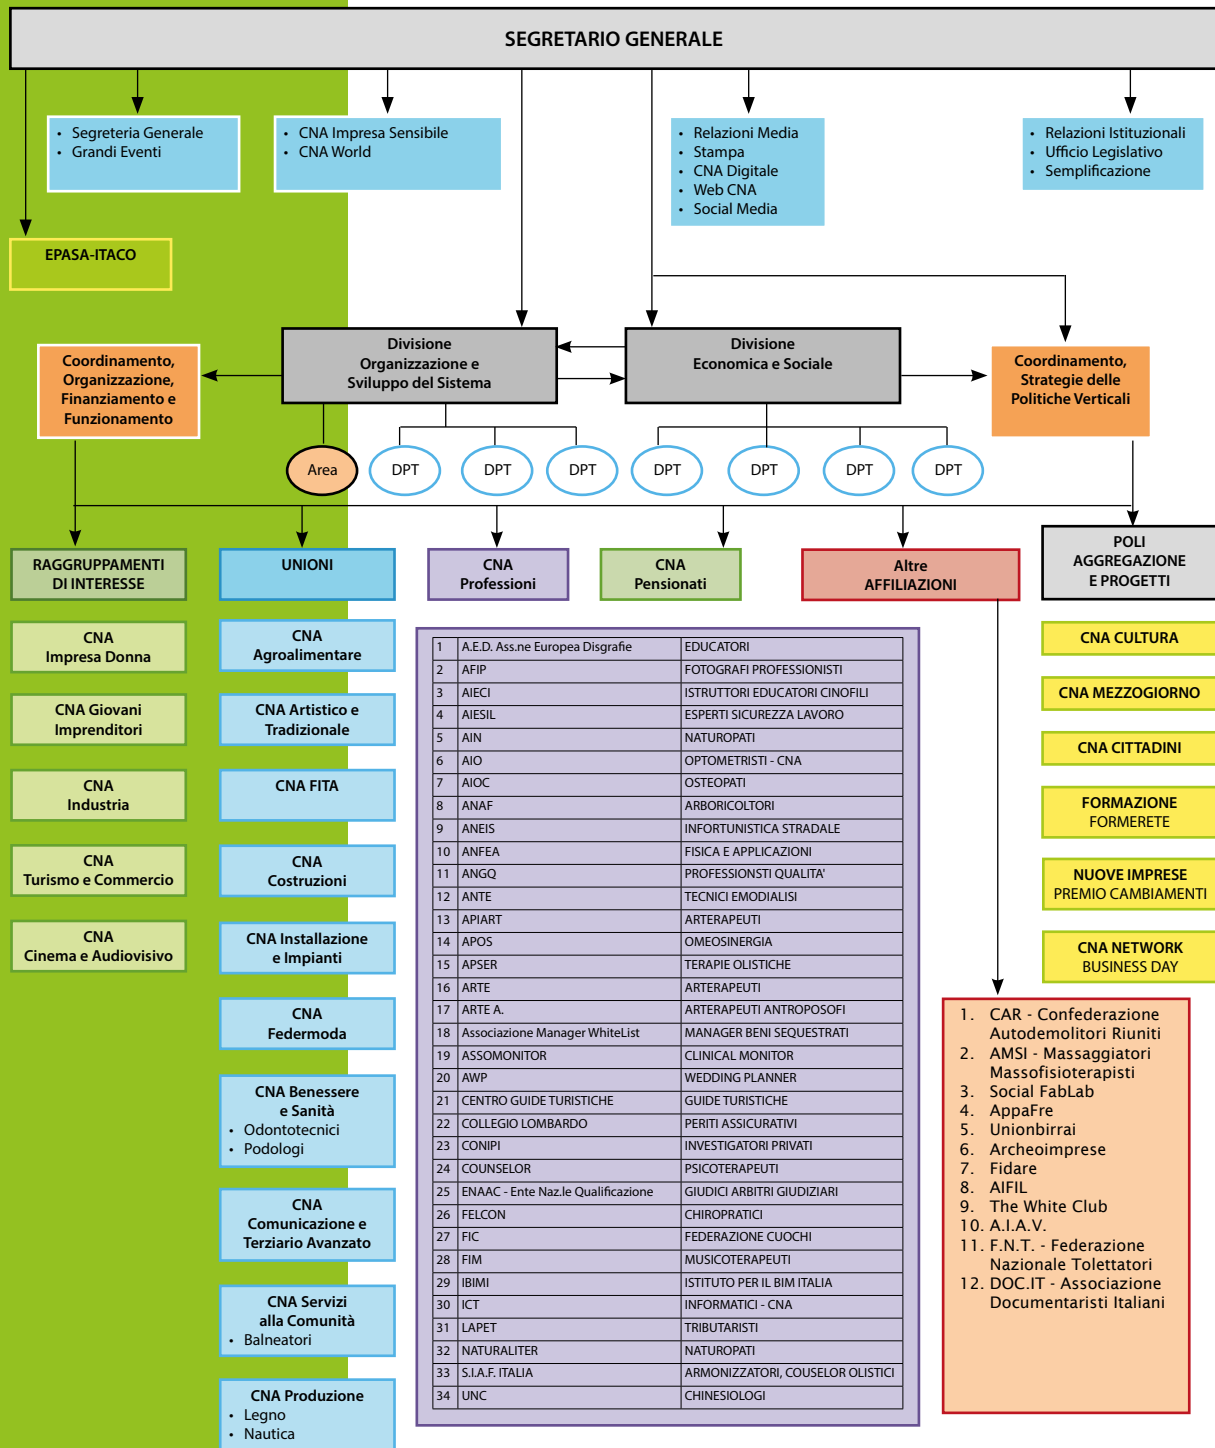 SEGRETARIO GENERALE
• Segreteria Generale
• Grandi Eventi
• CNA Impresa Sensibile
• CNA World
• Relazioni Media
• Stampa
• CNA Digitale
• Web CNA
• Social Media
• Relazioni Istituzionali
• Ufficio Legislativo
• Semplificazione
EPASA-ITACO
Coordinamento,
Organizzazione,
Finanziamento e
Funzionamento
Divisione
Organizzazione e
Sviluppo del Sistema
Divisione
Economica e Sociale
Coordinamento,
Strategie delle
Politiche Verticali
Area
DPT
DPT
DPT
DPT
DPT
DPT
DPT
RAGGRUPPAMENTI
DI INTERESSE
UNIONI
CNA
Professioni
CNA
Pensionati
Altre
AFFILIAZIONI
POLI
AGGREGAZIONE
E PROGETTI
CNA
Impresa Donna
CNA Giovani
Imprenditori
CNA
Industria
CNA
Turismo e Commercio
CNA
Cinema e Audiovisivo
CNA
Agroalimentare
CNA Artistico e
Tradizionale
CNA FITA
CNA
Costruzioni
CNA Installazione
e Impianti
CNA
Federmoda
CNA Benessere
e Sanità
• Odontotecnici
• Podologi
CNA
Comunicazione e
Terziario Avanzato
CNA Servizi
alla Comunità
• Balneatori
CNA Produzione
• Legno
• Nautica
1 A.E.D. Ass.ne Europea Disgrafie EDUCATORI
2 AFIP FOTOGRAFI PROFESSIONISTI
3 AIECI ISTRUTTORI EDUCATORI CINOFILI
4 AIESIL ESPERTI SICUREZZA LAVORO
5 AIN NATUROPATI
6 AIO OPTOMETRISTI - CNA
7 AIOC OSTEOPATI
8 ANAF ARBORICOLTORI
9 ANEIS INFORTUNISTICA STRADALE
10 ANFEA FISICA E APPLICAZIONI
11 ANGQ PROFESSIONSTI QUALITA'
12 ANTE TECNICI EMODIALISI
13 APIART ARTERAPEUTI
14 APOS OMEOSINERGIA
15 APSER TERAPIE OLISTICHE
16 ARTE ARTERAPEUTI
17 ARTE A. ARTERAPEUTI ANTROPOSOFI
18 Associazione Manager WhiteList MANAGER BENI SEQUESTRATI
19 ASSOMONITOR CLINICAL MONITOR
20 AWP WEDDING PLANNER
21 CENTRO GUIDE TURISTICHE GUIDE TURISTICHE
22 COLLEGIO LOMBARDO PERITI ASSICURATIVI
23 CONIPI INVESTIGATORI PRIVATI
24 COUNSELOR PSICOTERAPEUTI
25 ENAAC - Ente Naz.le Qualificazione GIUDICI ARBITRI GIUDIZIARI
26 FELCON CHIROPRATICI
27 FIC FEDERAZIONE CUOCHI
28 FIM MUSICOTERAPEUTI
29 IBIMI ISTITUTO PER IL BIM ITALIA
30 ICT INFORMATICI - CNA
31 LAPET TRIBUTARISTI
32 NATURALITER NATUROPATI
33 S.I.A.F. ITALIA ARMONIZZATORI, COUSELOR OLISTICI
34 UNC CHINESIOLOGI
CNA CULTURA
CNA MEZZOGIORNO
CNA CITTADINI
FORMAZIONE
FORMERETE
NUOVE IMPRESE
PREMIO CAMBIAMENTI
CNA NETWORK
BUSINESS DAY
1. CAR - Confederazione
Autodemolitori Riuniti
2. AMSI - Massaggiatori
Massofisioterapisti
3. Social FabLab
4. AppaFre
5. Unionbirrai
6. Archeoimprese
7. Fidare
8. AIFIL
9. The White Club
10. A.I.A.V.
11. F.N.T. - Federazione
Nazionale Tolettatori
12. DOC.IT - Associazione
Documentaristi Italiani